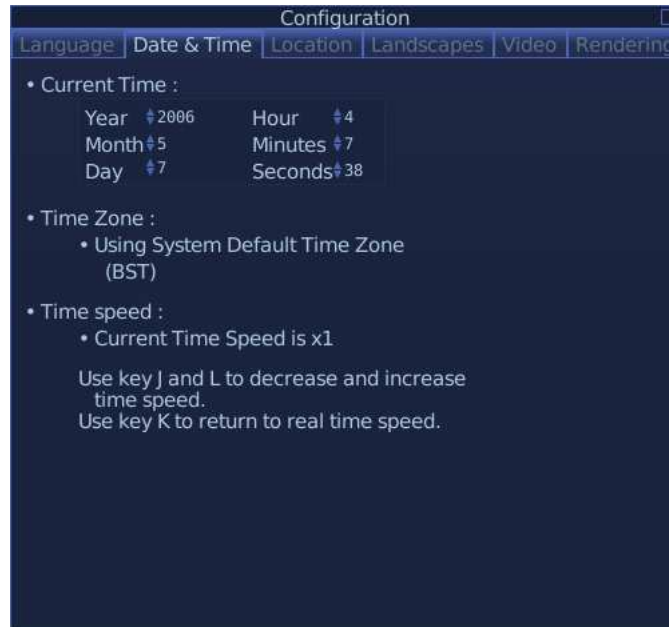 Configuration
Language Date & Time Location Landscapes Video Rendering
• Current Time :
Year 2006 Hour 4
Month 5 Minutes 7
Day 7 Seconds 38
• Time Zone :
• Using System Default Time Zone
(BST)
• Time speed :
• Current Time Speed is x1
Use key J and L to decrease and increase
time speed.
Use key K to return to real time speed.